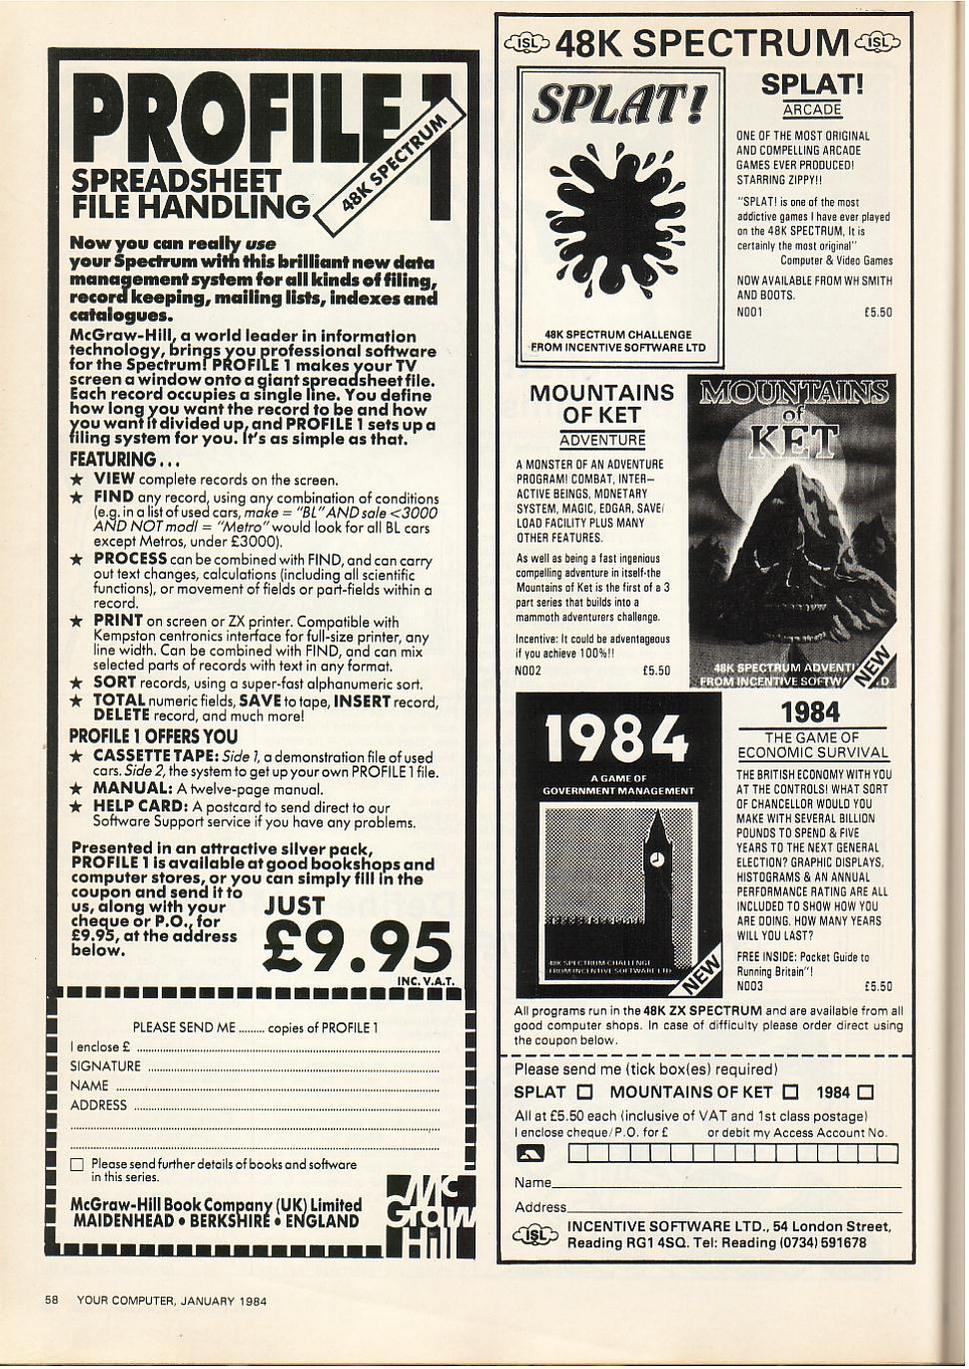 PROFILE 1
48K SPECTRUM
SPREADSHEET
FILE HANDLING
Now you can really use
your Spectrum with this brilliant new data
management system for all kinds of filing,
record keeping, mailing lists, indexes and
catalogues.
McGraw-Hill, a world leader in information
technology, brings you professional software
for the Spectrum! PROFILE 1 makes your TV
screen a window onto a giant spreadsheet file.
Each record occupies a single line. You define
how long you want the record to be and how
you want it divided up, and PROFILE 1 sets up a
filing system for you. It's as simple as that.
FEATURING...
★ VIEW complete records on the screen.
★ FIND any record, using any combination of conditions
(e.g. in a list of used cars, make = "BL" AND sale <3000
AND NOT modl = "Metro" would look for all BL cars
except Metros, under £3000).
★ PROCESS can be combined with FIND, and can carry
out text changes, calculations (including all scientific
functions), or movement of fields or part-fields within a
record.
★ PRINT on screen or ZX printer. Compatible with
Kempston centronics interface for full-size printer, any
line width. Can be combined with FIND, and can mix
selected parts of records with text in any format.
★ SORT records, using a super-fast alphanumeric sort.
★ TOTAL numeric fields, SAVE to tape, INSERT record,
DELETE record, and much more!
PROFILE 1 OFFERS YOU
★ CASSETTE TAPE: Side 1, a demonstration file of used
cars. Side 2, the system to get up your own PROFILE 1 file.
★ MANUAL: A twelve-page manual.
★ HELP CARD: A postcard to send direct to our
Software Support service if you have any problems.
Presented in an attractive silver pack,
PROFILE 1 is available at good bookshops and
computer stores, or you can simply fill in the
coupon and send it to
us, along with your
cheque or P.O., for
£9.95, at the address
below.
JUST
£9.95
INC. V.A.T.
PLEASE SEND ME ......... copies of PROFILE 1
I enclose £
SIGNATURE
NAME
ADDRESS
Please send further details of books and software
in this series.
McGraw-Hill Book Company (UK) Limited
MAIDENHEAD • BERKSHIRE • ENGLAND
Mc
Graw
Hill
ISL 48K SPECTRUM ISL
SPLAT!
48K SPECTRUM CHALLENGE
FROM INCENTIVE SOFTWARE LTD
SPLAT!
ARCADE
ONE OF THE MOST ORIGINAL
AND COMPELLING ARCADE
GAMES EVER PRODUCED!
STARRING ZIPPY!!
"SPLAT! is one of the most
addictive games I have ever played
on the 48K SPECTRUM, It is
certainly the most original"
Computer & Video Games
NOW AVAILABLE FROM WH SMITH
AND BOOTS.
N001 £5.50
MOUNTAINS
OF KET
ADVENTURE
A MONSTER OF AN ADVENTURE
PROGRAM! COMBAT, INTER—
ACTIVE BEINGS, MONETARY
SYSTEM, MAGIC, EDGAR, SAVE/
LOAD FACILITY PLUS MANY
OTHER FEATURES.
As well as being a fast ingenious
compelling adventure in itself-the
Mountains of Ket is the first of a 3
part series that builds into a
mammoth adventurers challenge.
Incentive: It could be advantageous
if you achieve 100%!!
N002 £5.50
MOUNTAINS
of
KET
48K SPECTRUM ADVENTU
FROM INCENTIVE SOFTWA
NEW
1984
A GAME OF
GOVERNMENT MANAGEMENT
48K SPECTRUM CHALLENGE
FROM INCENTIVE SOFTWARE LTD
NEW
1984
THE GAME OF
ECONOMIC SURVIVAL
THE BRITISH ECONOMY WITH YOU
AT THE CONTROLS! WHAT SORT
OF CHANCELLOR WOULD YOU
MAKE WITH SEVERAL BILLION
POUNDS TO SPEND & FIVE
YEARS TO THE NEXT GENERAL
ELECTION? GRAPHIC DISPLAYS,
HISTOGRAMS & AN ANNUAL
PERFORMANCE RATING ARE ALL
INCLUDED TO SHOW HOW YOU
ARE DOING. HOW MANY YEARS
WILL YOU LAST?
FREE INSIDE: Pocket Guide to
Running Britain"!
N003 £5.50
All programs run in the 48K ZX SPECTRUM and are available from all
good computer shops. In case of difficulty please order direct using
the coupon below.
Please send me (tick box(es) required)
SPLAT ☐ MOUNTAINS OF KET ☐ 1984 ☐
All at £5.50 each (inclusive of VAT and 1st class postage)
I enclose cheque/P.O. for £ or debit my Access Account No.
Name
Address
ISL INCENTIVE SOFTWARE LTD., 54 London Street,
Reading RG1 4SQ. Tel: Reading (0734) 591678
58 YOUR COMPUTER, JANUARY 1984